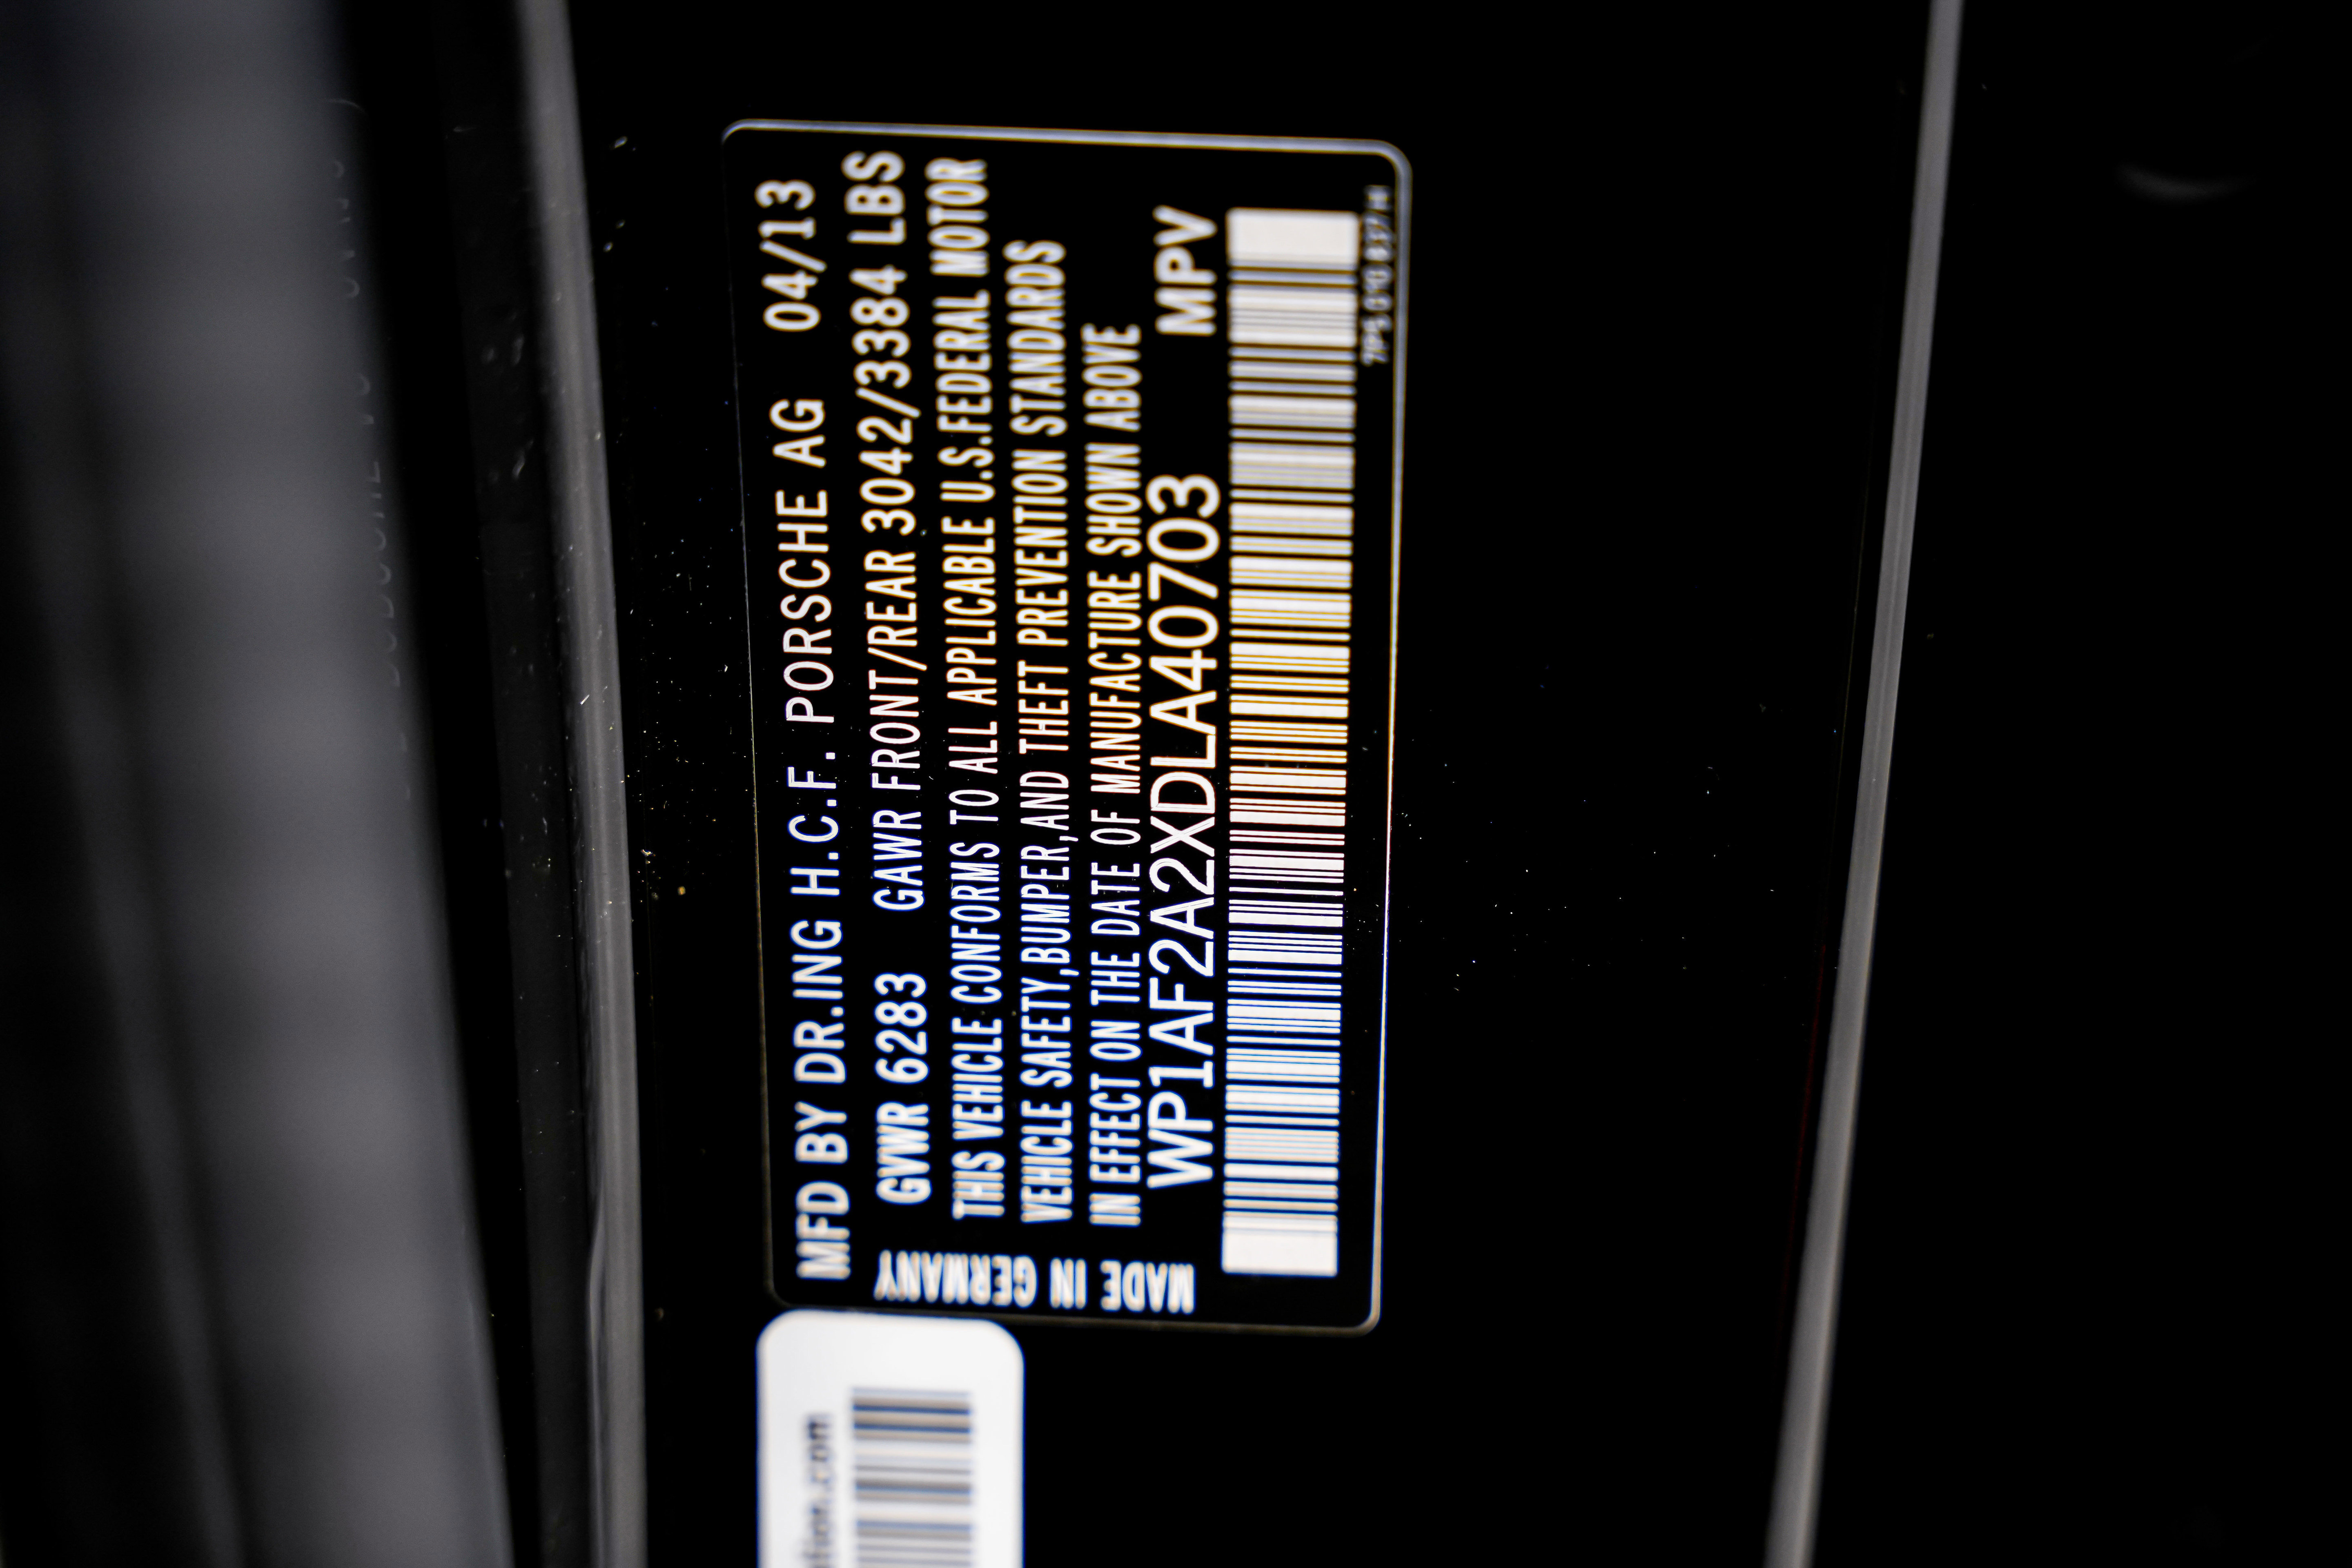 MFD BY DR.ING H.C.F. PORSCHE AG 04/13
GVWR 6283 GAWR FRONT/REAR 3042/3384 LBS
THIS VEHICLE CONFORMS TO ALL APPLICABLE U.S.FEDERAL MOTOR
VEHICLE SAFETY,BUMPER,AND THEFT PREVENTION STANDARDS
IN EFFECT ON THE DATE OF MANUFACTURE SHOWN ABOVE
WP1AF2A2XDLA40703 MPV
MADE IN GERMANY